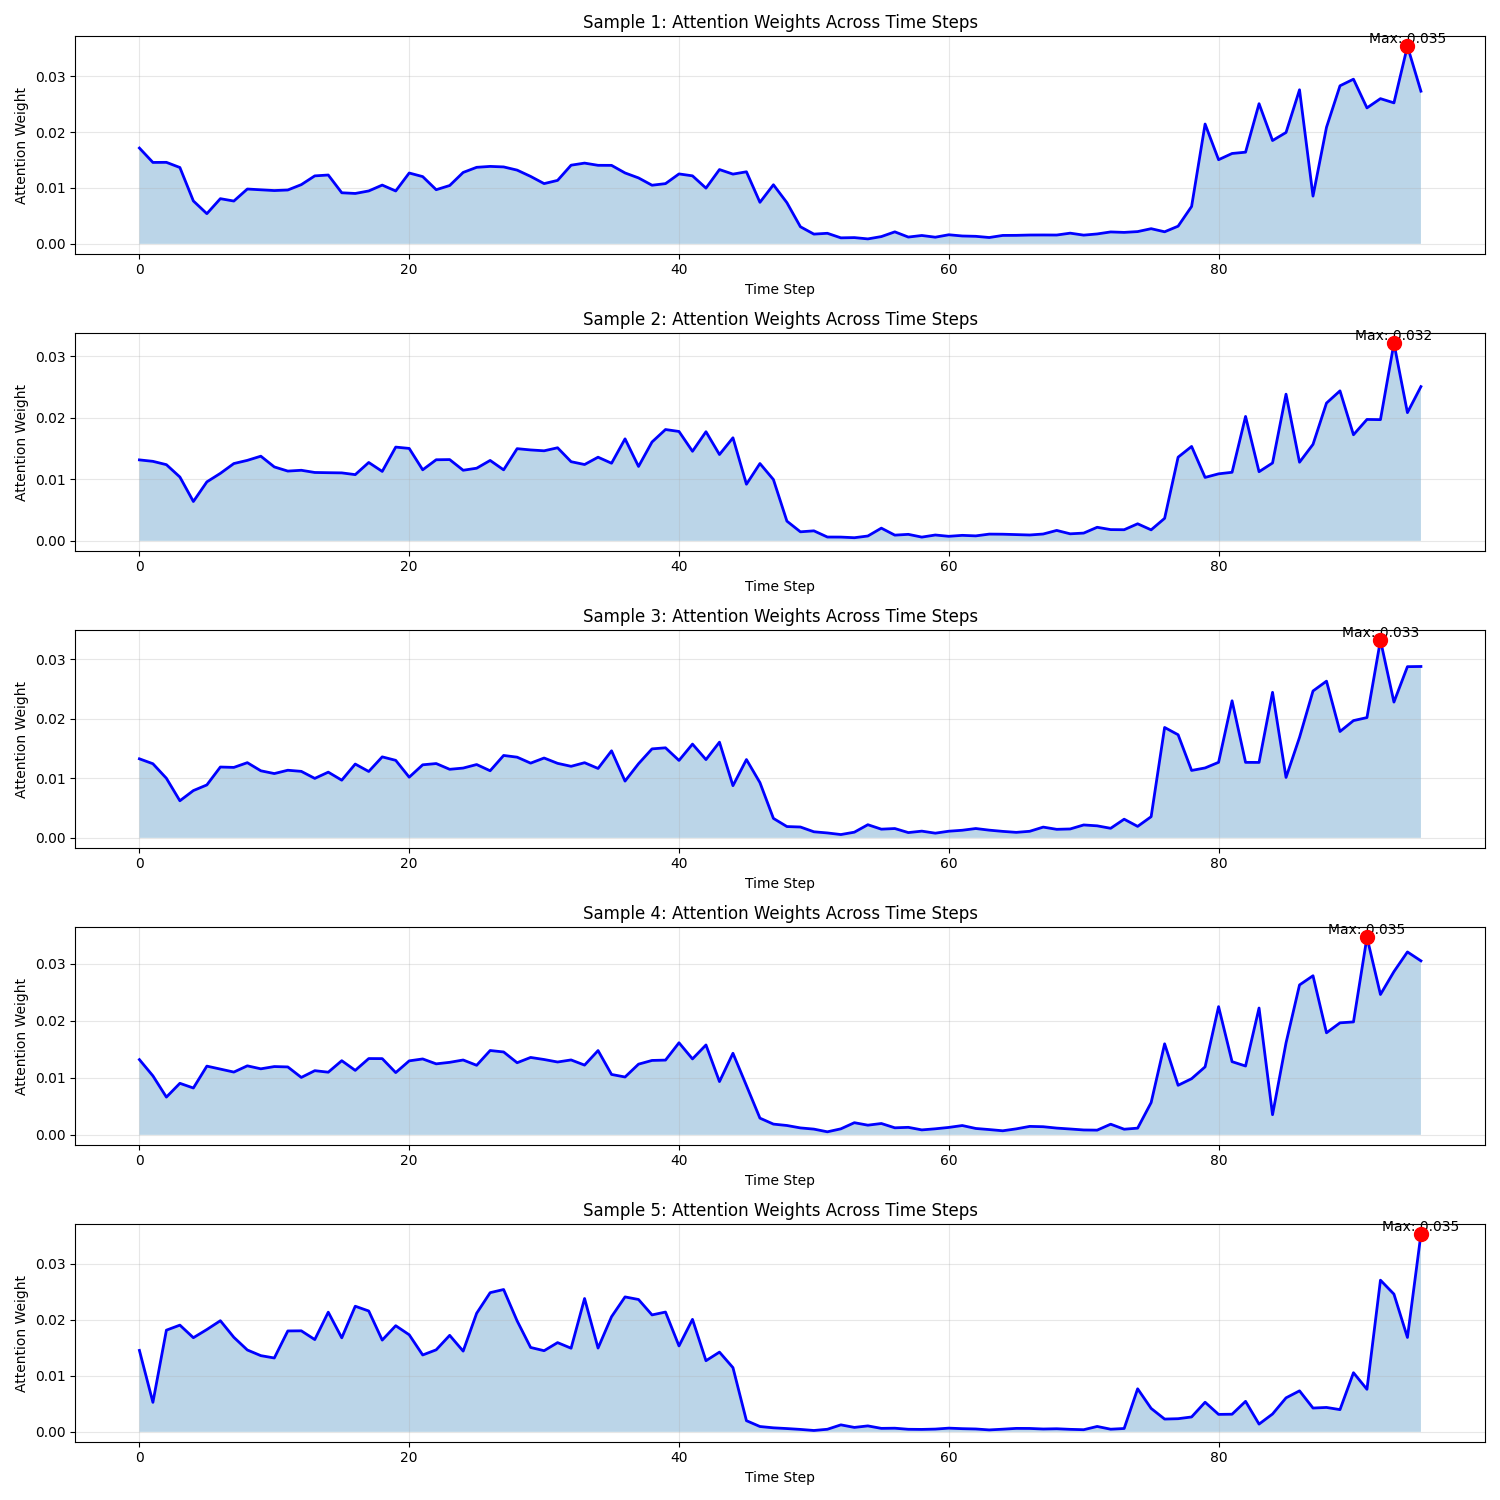 Sample 1: Attention Weights Across Time Steps
Max: 0.035
Attention Weight
0.03
0.02
0.01
0.00
0 20 40 60 80
Time Step
Sample 2: Attention Weights Across Time Steps
Max: 0.032
Attention Weight
0.03
0.02
0.01
0.00
0 20 40 60 80
Time Step
Sample 3: Attention Weights Across Time Steps
Max: 0.033
Attention Weight
0.03
0.02
0.01
0.00
0 20 40 60 80
Time Step
Sample 4: Attention Weights Across Time Steps
Max: 0.035
Attention Weight
0.03
0.02
0.01
0.00
0 20 40 60 80
Time Step
Sample 5: Attention Weights Across Time Steps
Max: 0.035
Attention Weight
0.03
0.02
0.01
0.00
0 20 40 60 80
Time Step